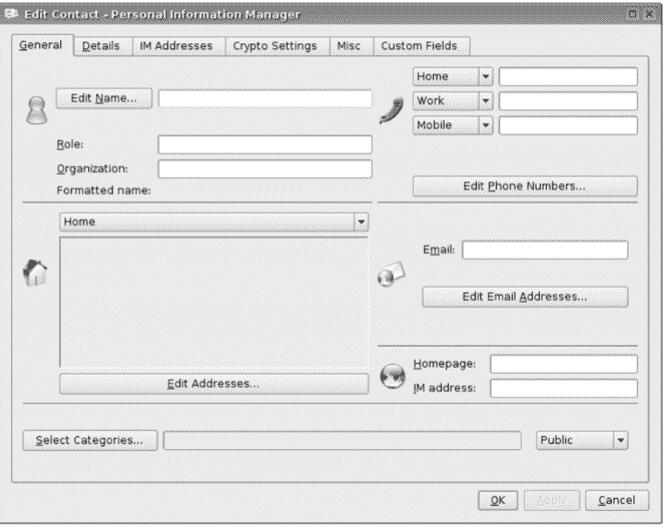 Edit Contact - Personal Information Manager
General Details IM Addresses Crypto Settings Misc Custom Fields
Edit Name...
Role:
Organization:
Formatted name:
Home
Work
Mobile
Edit Phone Numbers...
Home
Edit Addresses...
Email:
Edit Email Addresses...
Homepage:
IM address:
Select Categories...
Public
OK Apply Cancel